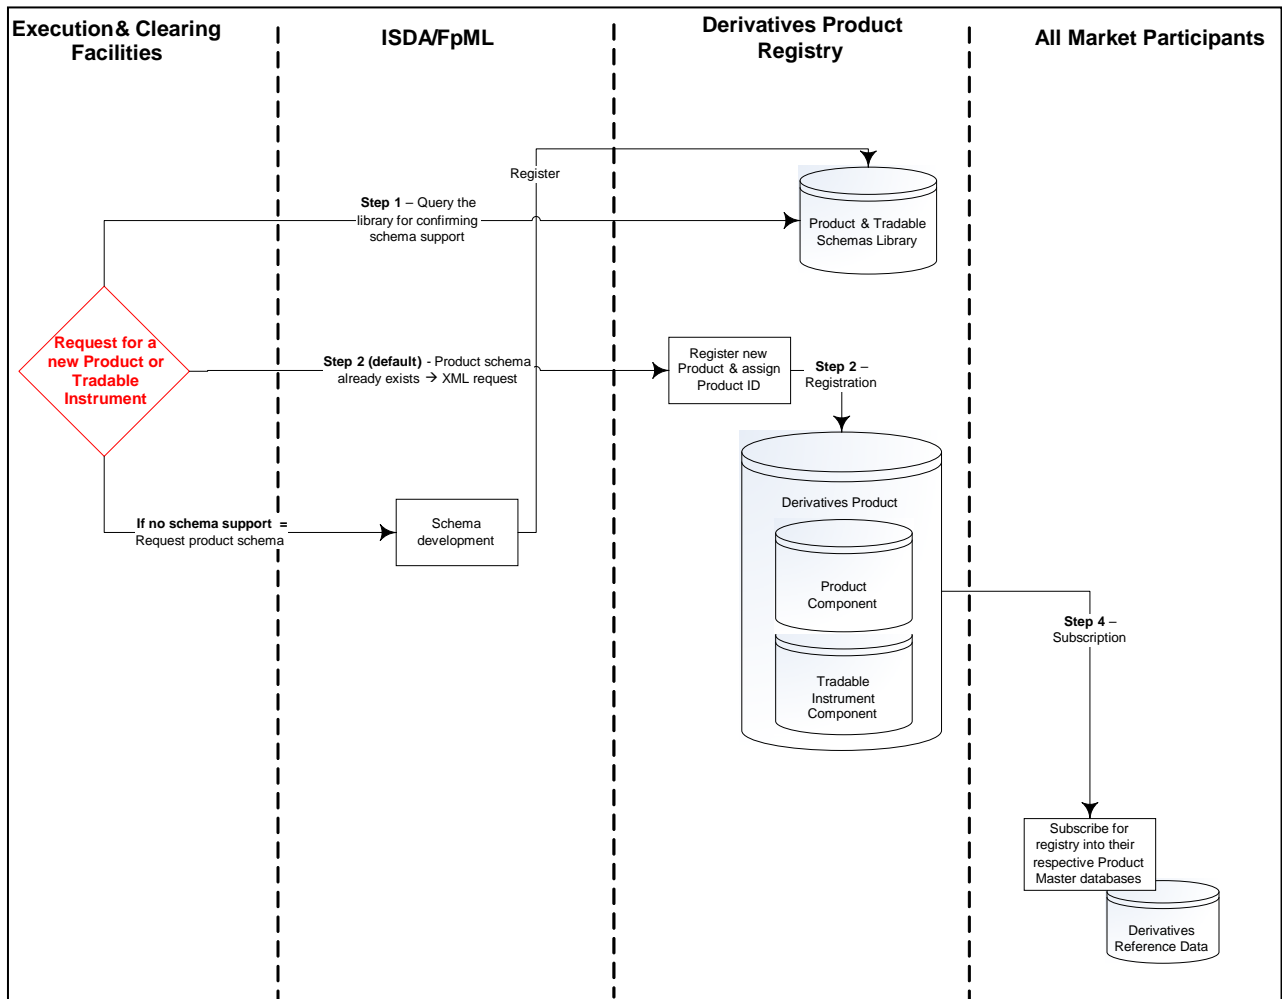 Execution& Clearing
Facilities
ISDA/FpML
Derivatives Product
Registry
All Market Participants
Register
Step 1 – Query the
library for confirming
schema support
Product & Tradable
Schemas Library
Request for a
new Product or
Tradable
Instrument
Step 2 (default) - Product schema
already exists → XML request
Register new
Product & assign
Product ID
Step 2 –
Registration
Derivatives Product
If no schema support =
Request product schema
Schema
development
Product
Component
Step 4 –
Subscription
Tradable
Instrument
Component
Subscribe for
registry into their
respective Product
Master databases
Derivatives
Reference Data